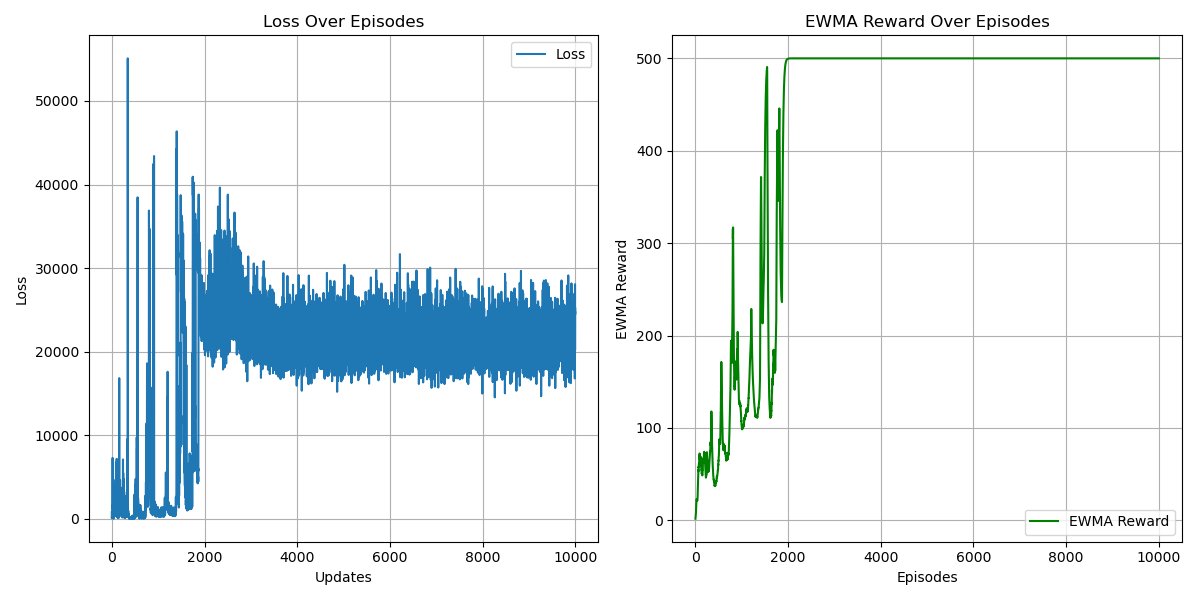 Loss Over Episodes
Loss
50000
40000
30000
20000
10000
0
Loss
0 2000 4000 6000 8000 10000
Updates
EWMA Reward Over Episodes
500
400
300
200
100
0
EWMA Reward
EWMA Reward
0 2000 4000 6000 8000 10000
Episodes